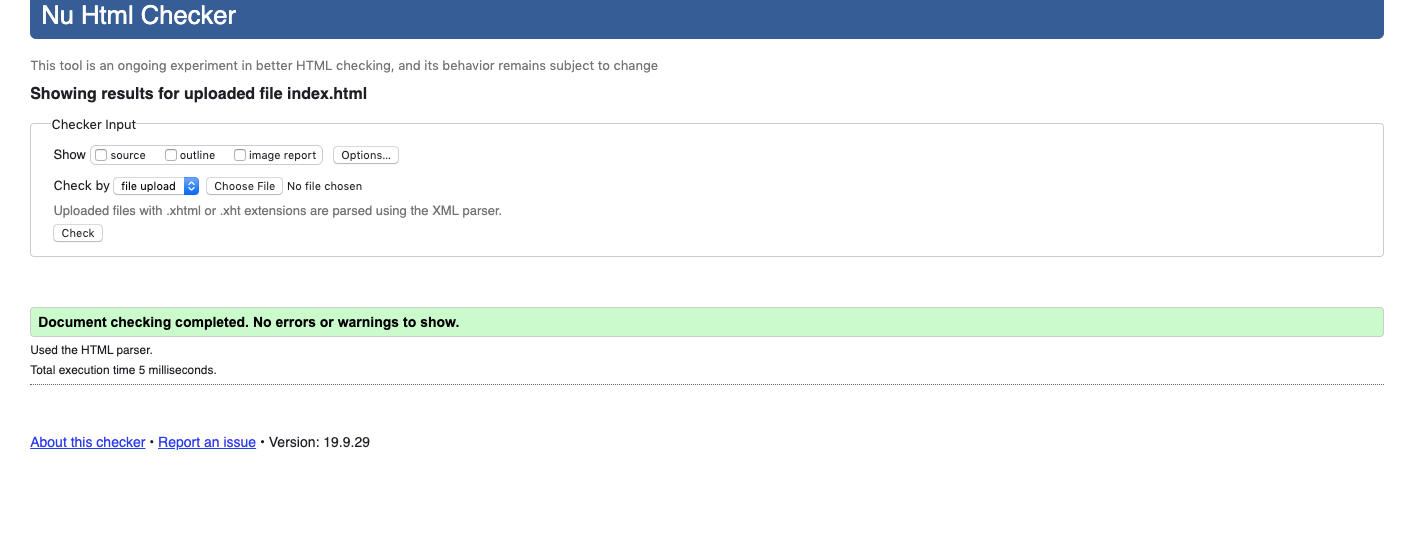 Nu Html Checker
This tool is an ongoing experiment in better HTML checking, and its behavior remains subject to change
Showing results for uploaded file index.html
Checker Input
Show source outline image report Options...
Check by file upload Choose File No file chosen
Uploaded files with .xhtml or .xht extensions are parsed using the XML parser.
Check
Document checking completed. No errors or warnings to show.
Used the HTML parser.
Total execution time 5 milliseconds.
About this checker • Report an issue • Version: 19.9.29